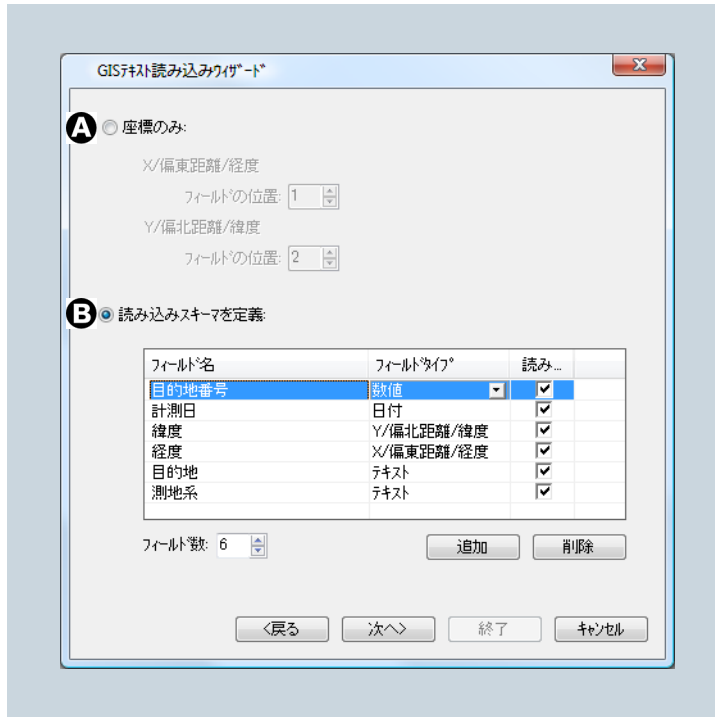 GISﾃｷｽﾄ読み込みｳｨｻﾞｰﾄﾞ
A 座標のみ:
X/偏東距離/経度
ﾌｨｰﾙﾄﾞの位置: 1
Y/偏北距離/緯度
ﾌｨｰﾙﾄﾞの位置: 2
B 読み込みスキーマを定義:
ﾌｨｰﾙﾄﾞ名 ﾌｨｰﾙﾄﾞﾀｲﾌﾟ 読み...
目的地番号 数値
計測日 日付
緯度 Y/偏北距離/緯度
経度 X/偏東距離/経度
目的地 ﾃｷｽﾄ
測地系 ﾃｷｽﾄ
ﾌｨｰﾙﾄﾞ数: 6 追加 削除
<戻る 次へ> 終了 ｷｬﾝｾﾙ